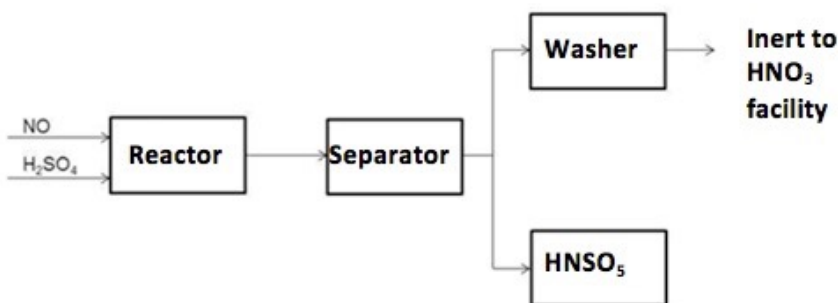 NO
H₂SO₄
Reactor
Separator
Washer
Inert to
HNO₃
facility
HNSO₅